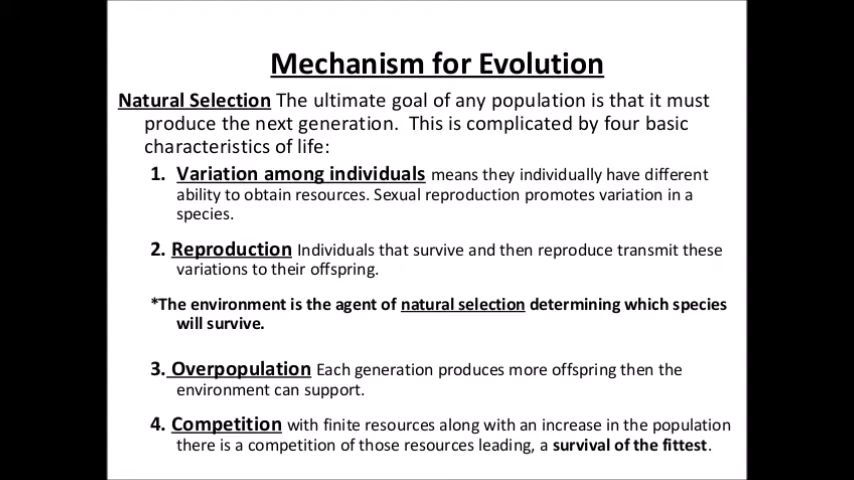 Mechanism for Evolution
Natural Selection The ultimate goal of any population is that it must
produce the next generation. This is complicated by four basic
characteristics of life:
1. Variation among individuals means they individually have different
ability to obtain resources. Sexual reproduction promotes variation in a
species.
2. Reproduction Individuals that survive and then reproduce transmit these
variations to their offspring.
*The environment is the agent of natural selection determining which species
will survive.
3. Overpopulation Each generation produces more offspring then the
environment can support.
4. Competition with finite resources along with an increase in the population
there is a competition of those resources leading, a survival of the fittest.